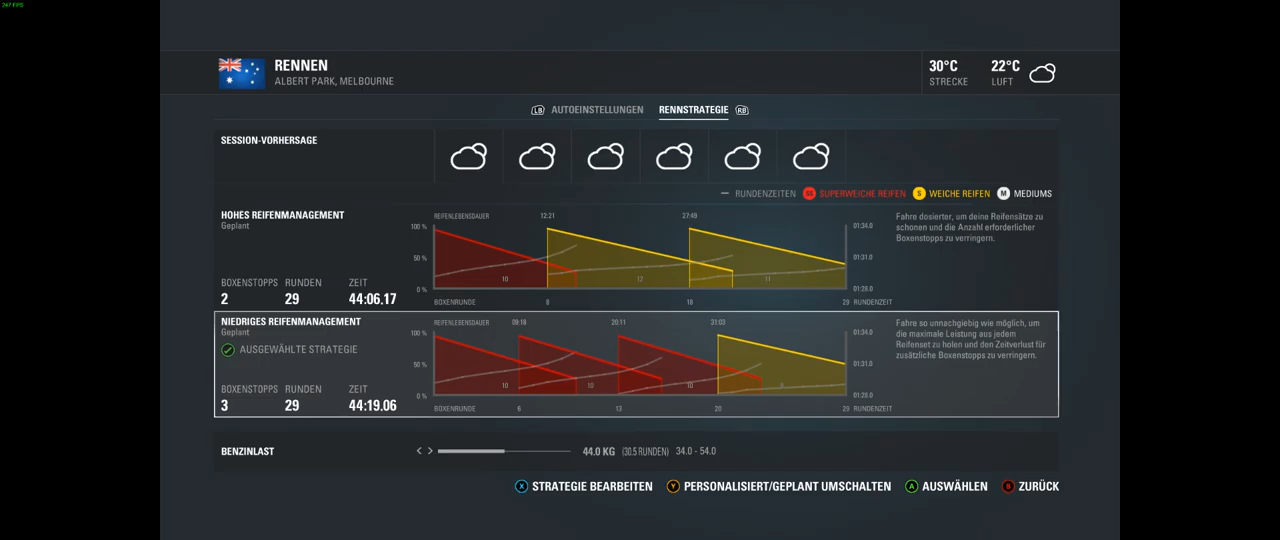 247 FPS
RENNEN
ALBERT PARK, MELBOURNE
30°C
STRECKE
22°C
LUFT
LB AUTOEINSTELLUNGEN RENNSTRATEGIE RB
SESSION-VORHERSAGE
RUNDENZEITEN SS SUPERWEICHE REIFEN S WEICHE REIFEN M MEDIUMS
HOHES REIFENMANAGEMENT
Geplant
BOXENSTOPPS RUNDEN ZEIT
2 29 44:06.17
REIFENLEBENSDAUER 12:21 27:49
100 % 01:34.0
50 % 01:31.0
10 12 11
0 % 01:28.0
BOXENRUNDE 8 18 29 RUNDENZEIT
Fahre dosierter, um deine Reifensätze zu
schonen und die Anzahl erforderlicher
Boxenstopps zu verringern.
NIEDRIGES REIFENMANAGEMENT
Geplant
AUSGEWÄHLTE STRATEGIE
BOXENSTOPPS RUNDEN ZEIT
3 29 44:19.06
REIFENLEBENSDAUER 09:18 20:11 31:03
100 % 01:34.0
50 % 01:31.0
10 10 10 9
0 % 01:28.0
BOXENRUNDE 6 13 20 29 RUNDENZEIT
Fahre so unnachgiebig wie möglich, um
die maximale Leistung aus jedem
Reifenset zu holen und den Zeitverlust für
zusätzliche Boxenstopps zu verringern.
BENZINLAST < > 44.0 KG (30.5 RUNDEN) 34.0 - 54.0
X STRATEGIE BEARBEITEN Y PERSONALISIERT/GEPLANT UMSCHALTEN A AUSWÄHLEN B ZURÜCK